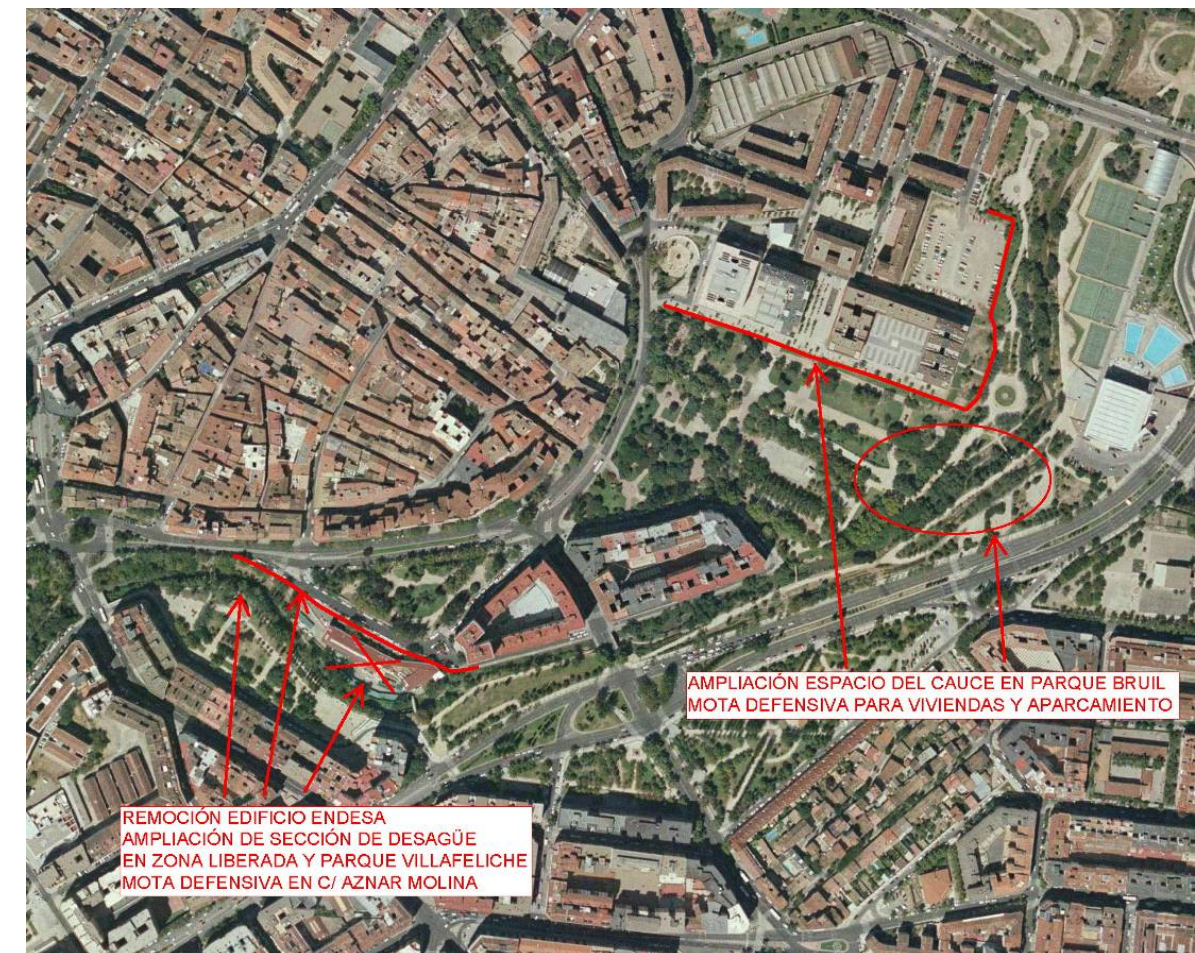 AMPLIACIÓN ESPACIO DEL CAUCE EN PARQUE BRUIL
MOTA DEFENSIVA PARA VIVIENDAS Y APARCAMIENTO
REMOCIÓN EDIFICIO ENDESA
AMPLIACIÓN DE SECCIÓN DE DESAGÜE
EN ZONA LIBERADA Y PARQUE VILLAFELICHE
MOTA DEFENSIVA EN C/ AZNAR MOLINA